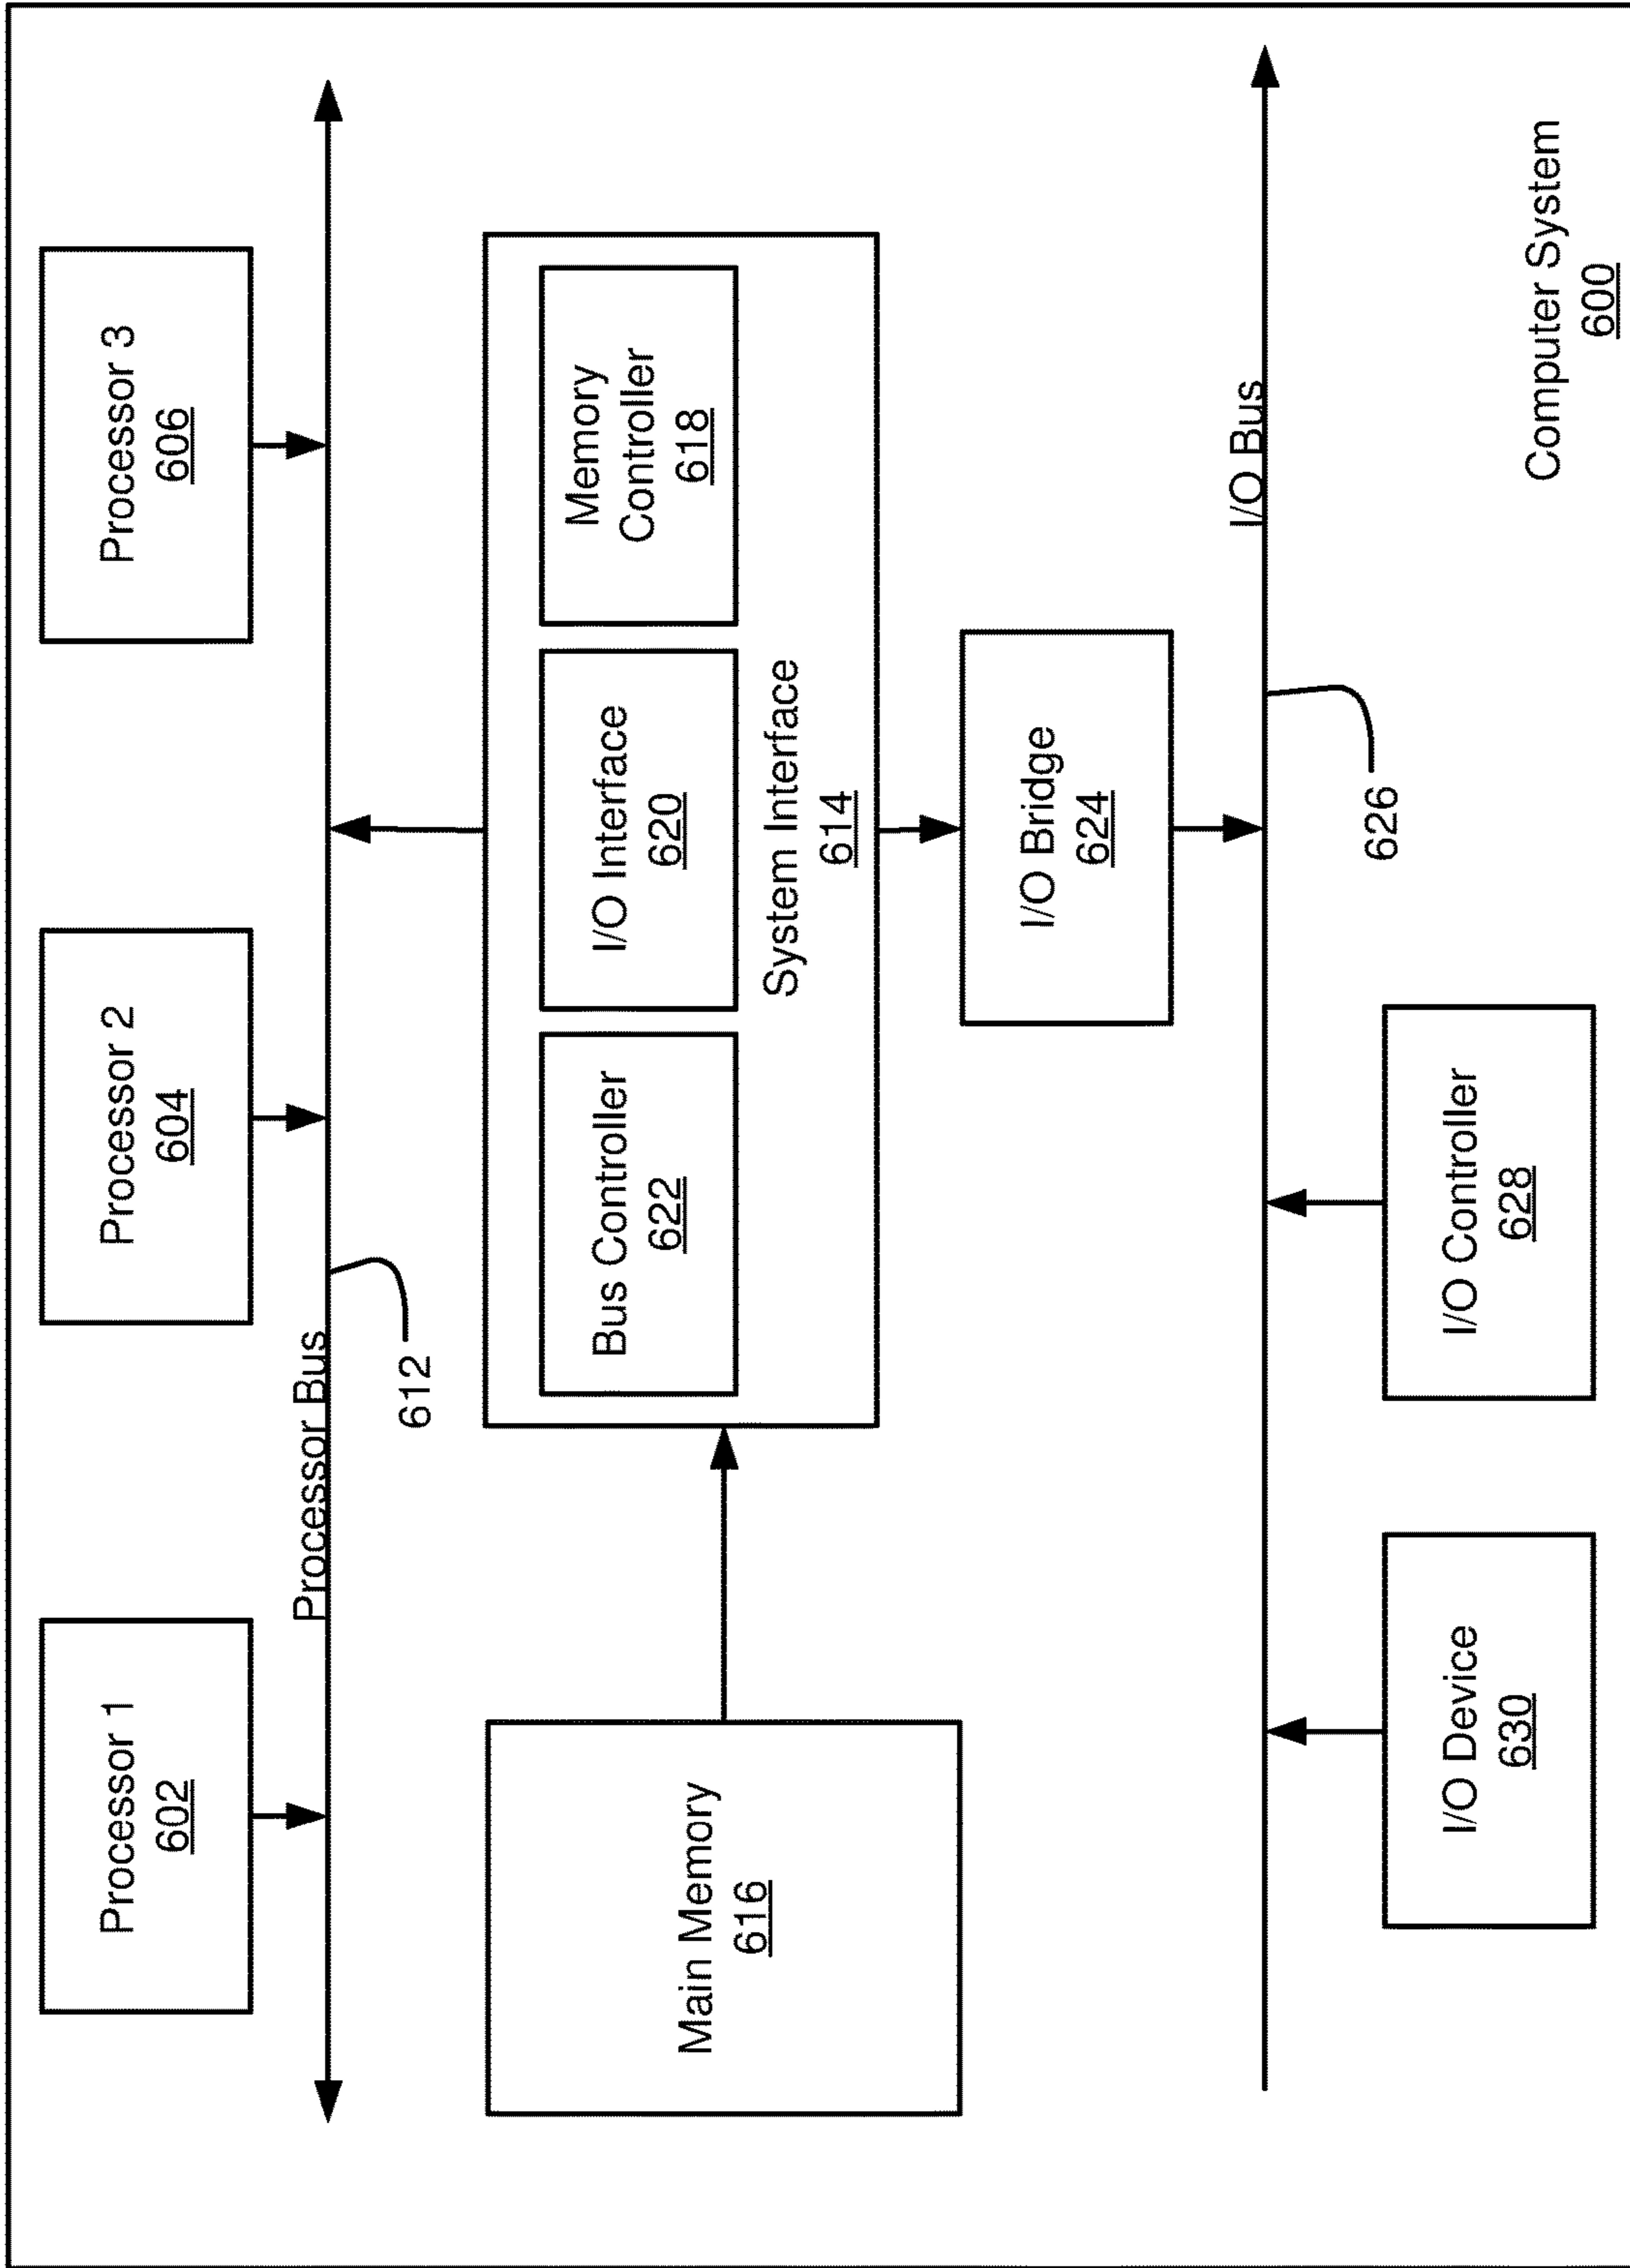 Processor 1
602
Processor 2
604
Processor 3
606
Processor Bus
612
Main Memory
616
Bus Controller
622
I/O Interface
620
Memory
Controller
618
System Interface
614
I/O Bridge
624
I/O Bus
626
I/O Device
630
I/O Controller
628
Computer System
600